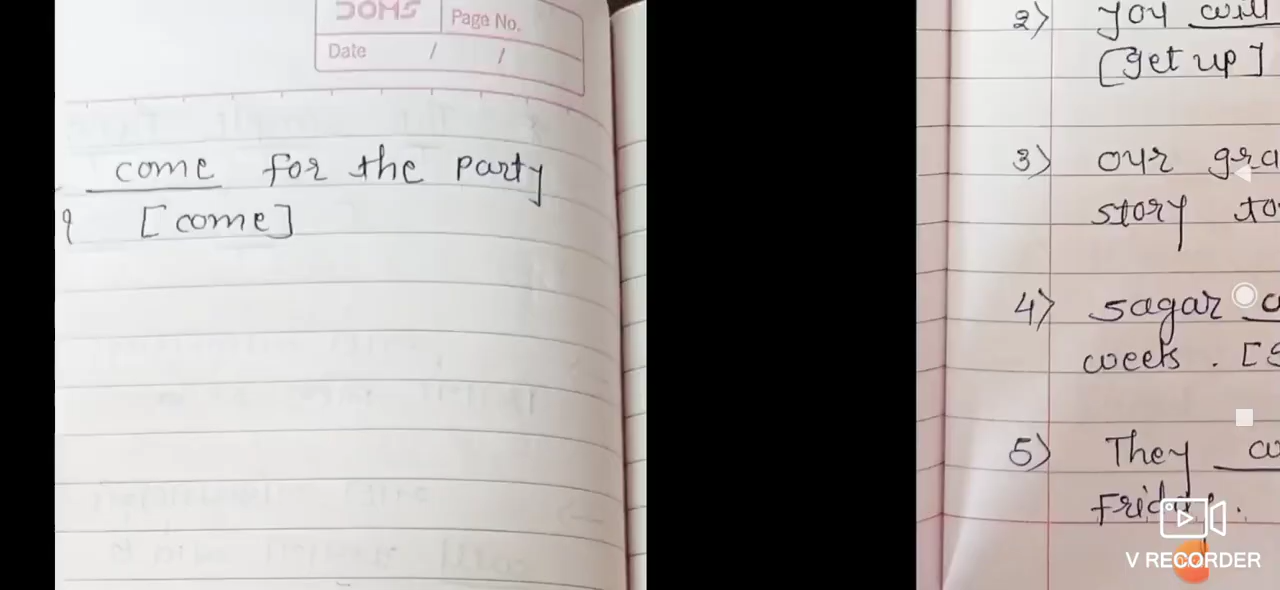 DOMS
Page No.
Date / /
come for the party
[come]
2) you will
[get up]
3) our gra
story to
4) sagar
weeks . [S
5) They
Friday.
V RECORDER